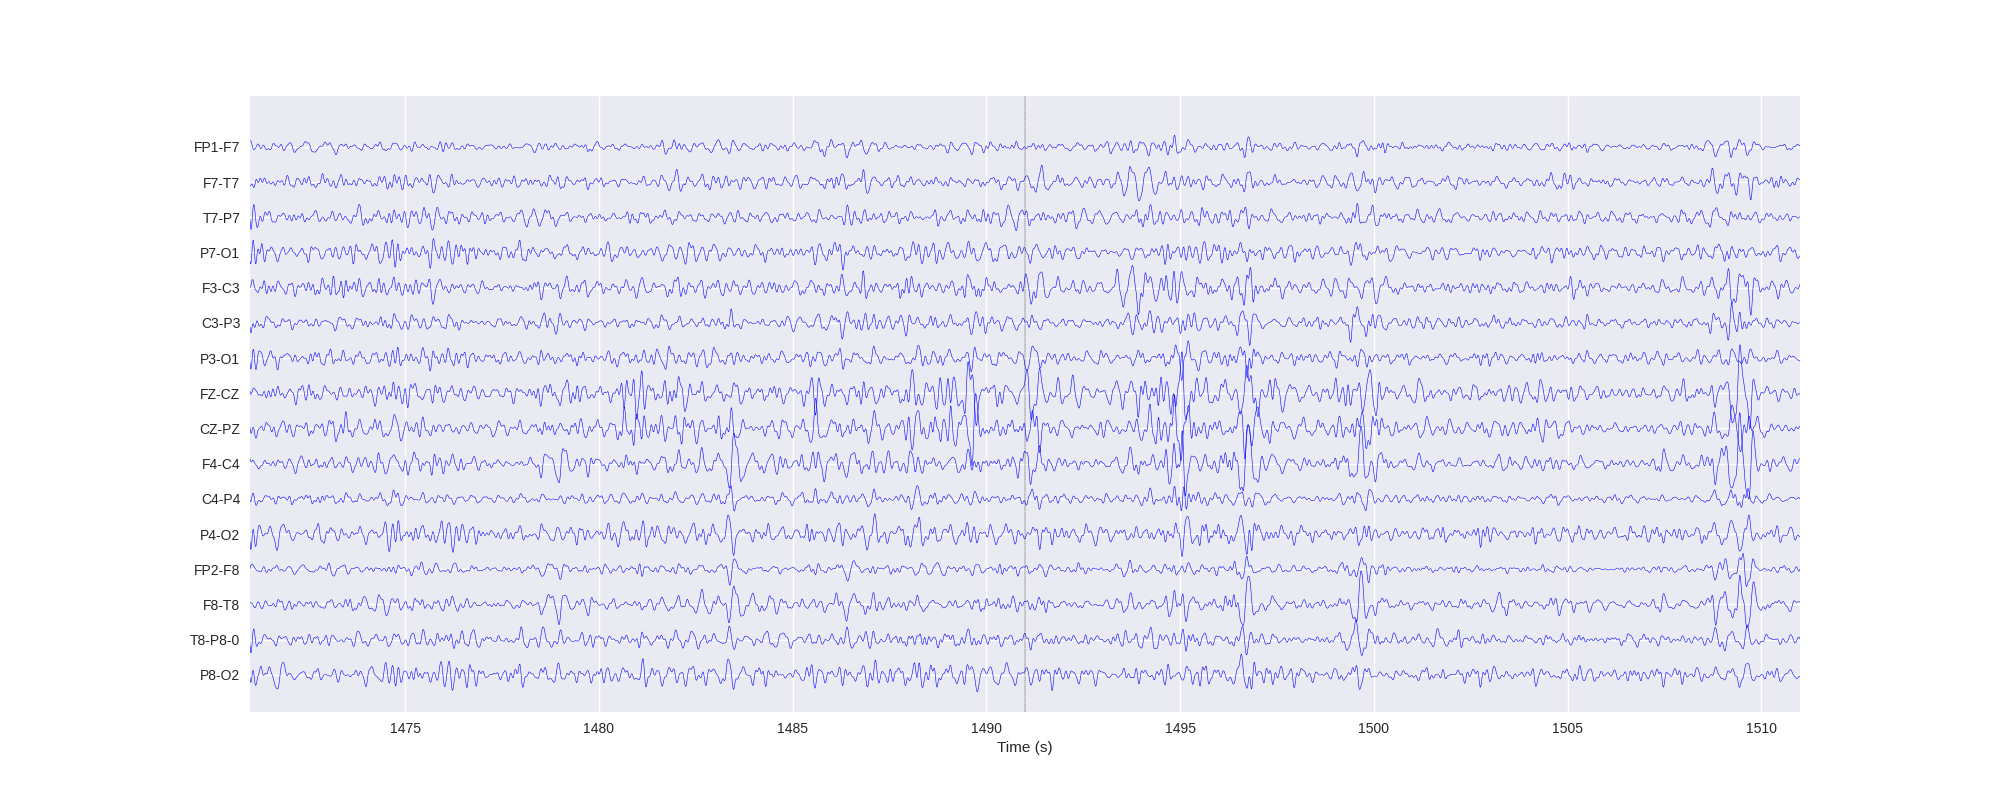 FP1-F7
F7-T7
T7-P7
P7-O1
F3-C3
C3-P3
P3-O1
FZ-CZ
CZ-PZ
F4-C4
C4-P4
P4-O2
FP2-F8
F8-T8
T8-P8-0
P8-O2
1475 1480 1485 1490 1495 1500 1505 1510
Time (s)